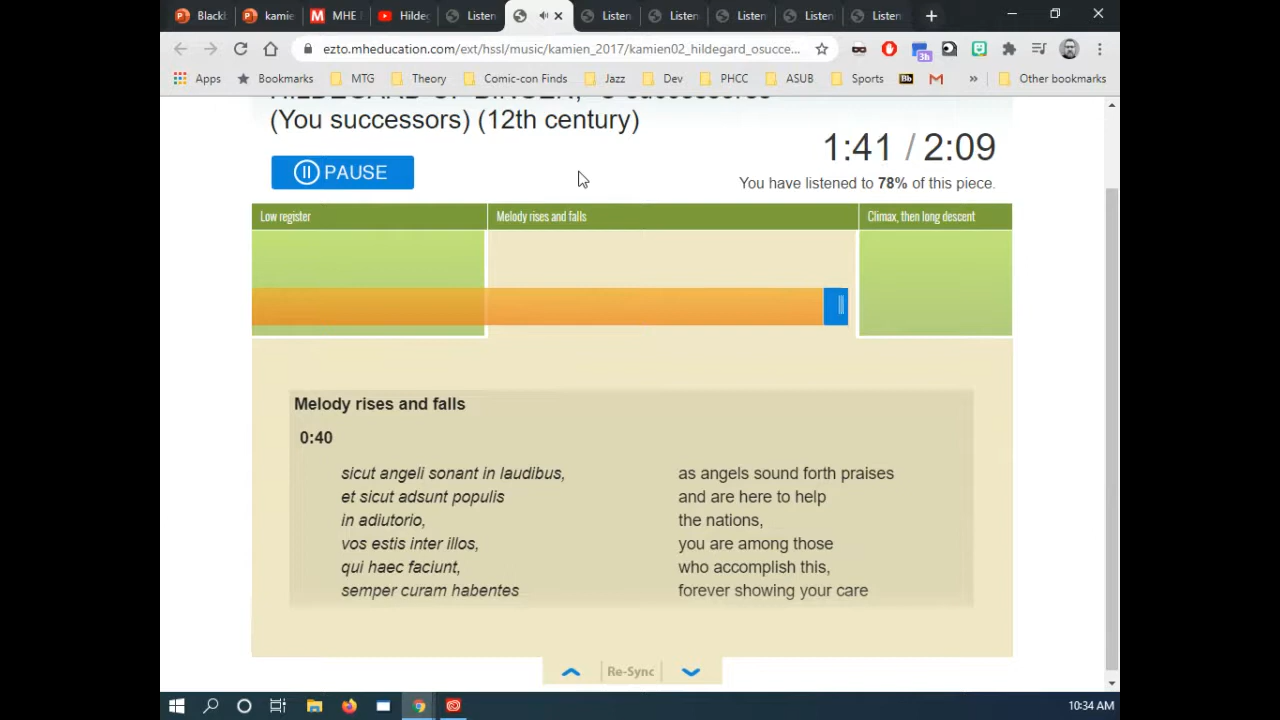 Black
kamie
MHE
Hildeg
Listen
Listen
Listen
Listen
Listen
Listen
ezto.mheducation.com/ext/hssl/music/kamien_2017/kamien02_hildegard_osucce...
3h
Apps
Bookmarks
MTG
Theory
Comic-con Finds
Jazz
Dev
PHCC
ASUB
Sports
Bb
»
Other bookmarks
(You successors) (12th century)
PAUSE
1:41 / 2:09
You have listened to 78% of this piece.
Low register
Melody rises and falls
Climax, then long descent
Melody rises and falls
0:40
sicut angeli sonant in laudibus,
as angels sound forth praises
et sicut adsunt populis
and are here to help
in adiutorio,
the nations,
vos estis inter illos,
you are among those
qui haec faciunt,
who accomplish this,
semper curam habentes
forever showing your care
Re-Sync
10:34 AM